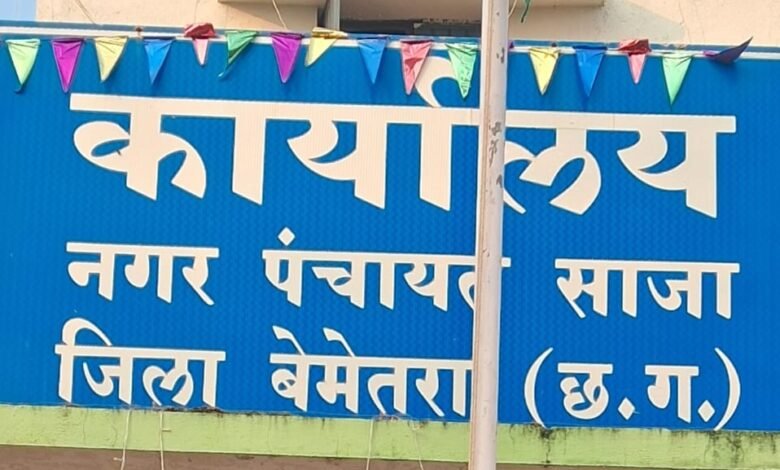 कार्यालय
नगर पंचायत साजा
जिला बेमेतरा (छ.ग.)